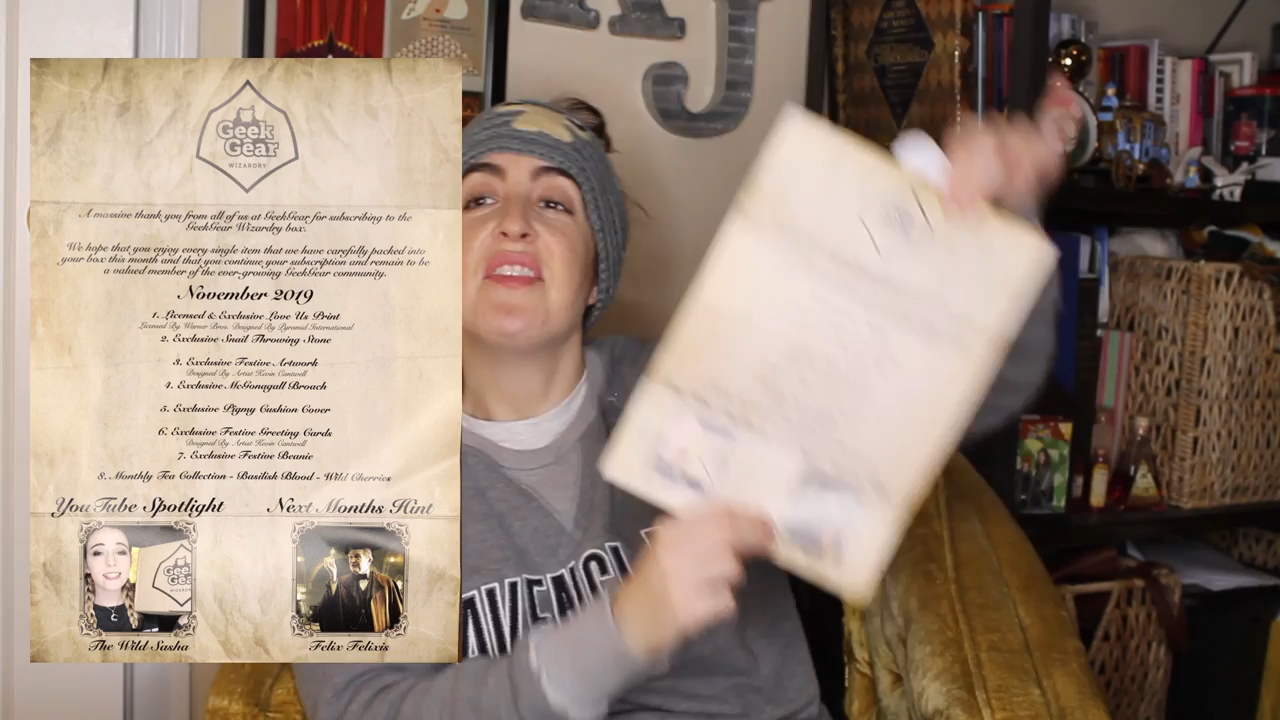 Geek
Gear
WIZARDRY
A massive thank you from all of us at GeekGear for subscribing to the
GeekGear Wizardry box.
We hope that you enjoy every single item that we have carefully packed into
your box this month and that you continue your subscription and remain to be
a valued member of the ever-growing GeekGear community.
November 2019
1. Licensed & Exclusive Love Us Print
Licensed By Warner Bros. Designed By Pyramid International
2. Exclusive Snail Throwing Stone
3. Exclusive Festive Artwork
Designed By Artist Kevin Cantwell
4. Exclusive McGonagall Broach
5. Exclusive Pigmy Cushion Cover
6. Exclusive Festive Greeting Cards
Designed By Artist Kevin Cantwell
7. Exclusive Festive Beanie
8. Monthly Tea Collection - Basilisk Blood - Wild Cherries
YouTube Spotlight
Next Months Hint
Geek
Gear
WIZARDRY
The Wild Sasha
Felix Felixis
J
AVENCL